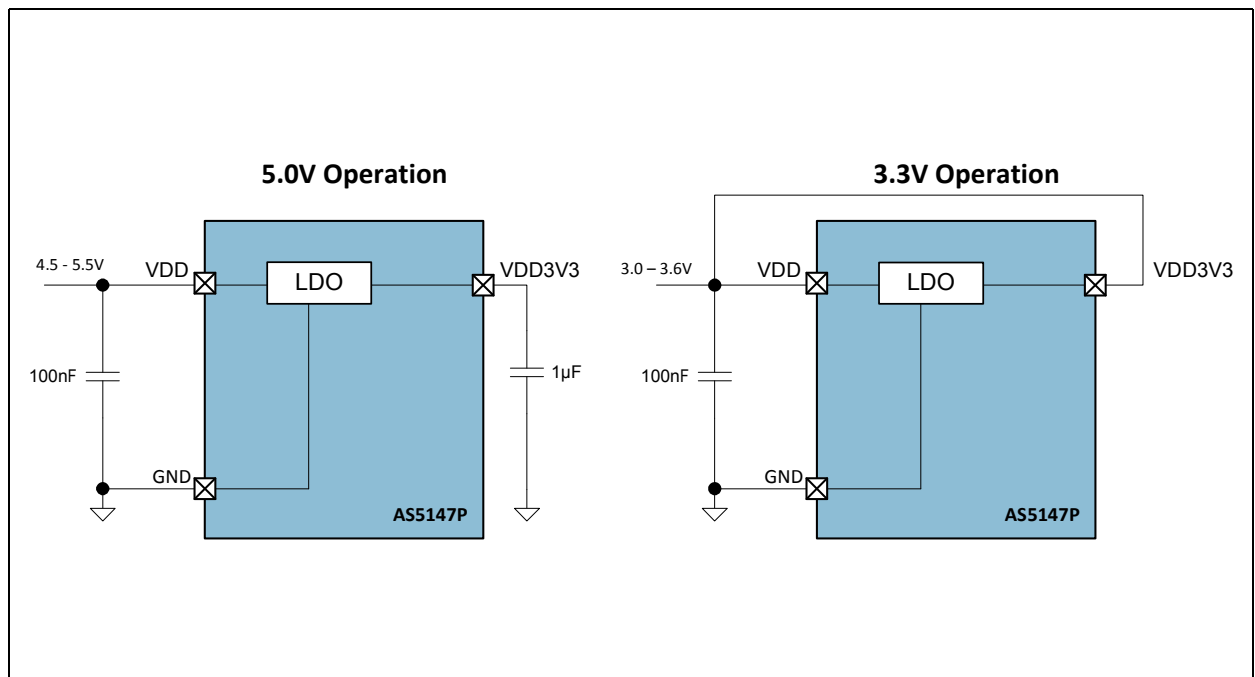 5.0V Operation
4.5 - 5.5V
VDD
LDO
VDD3V3
100nF
1µF
GND
AS5147P
3.3V Operation
3.0 – 3.6V
VDD
LDO
VDD3V3
100nF
GND
AS5147P